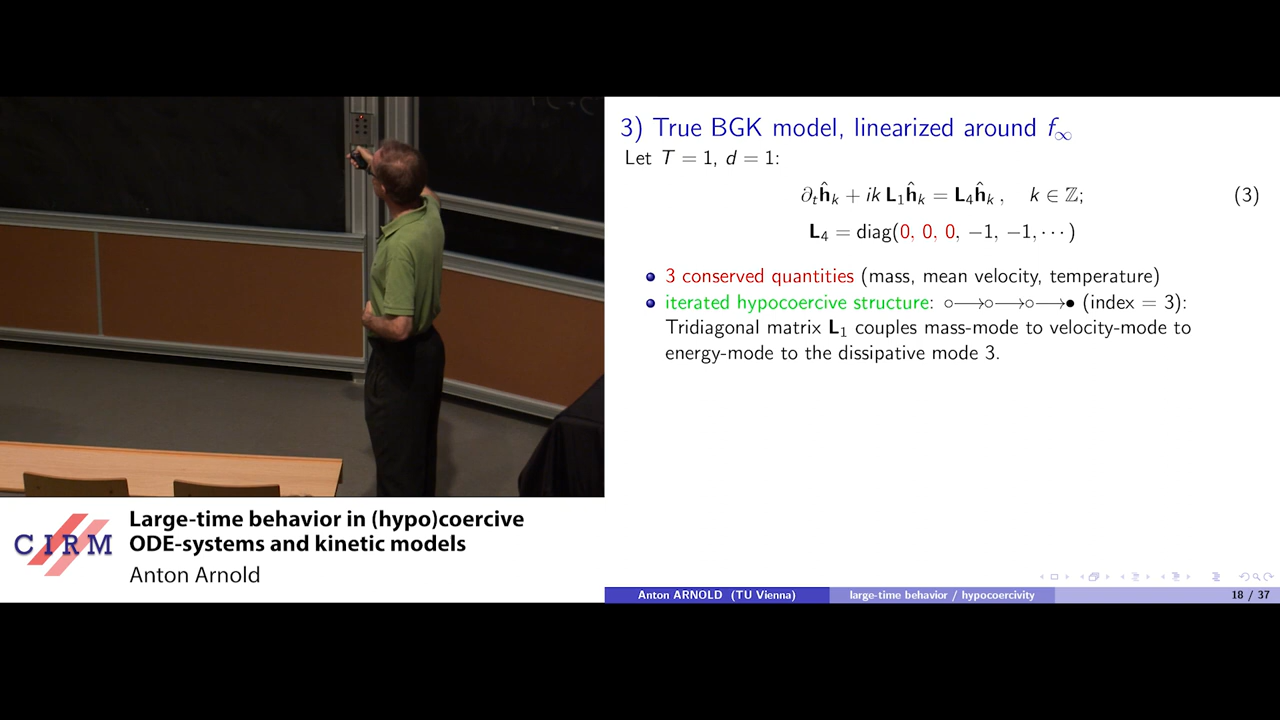 3) True BGK model, linearized around f∞
Let T = 1, d = 1:
∂ₜĥₖ + ik L₁ĥₖ = L₄ĥₖ , k ∈ ℤ; (3)
L₄ = diag(0, 0, 0, −1, −1, ⋯)
3 conserved quantities (mass, mean velocity, temperature)
iterated hypocoercive structure: ○⟶○⟶○⟶● (index = 3):
Tridiagonal matrix L₁ couples mass-mode to velocity-mode to
energy-mode to the dissipative mode 3.
CIRM
Large-time behavior in (hypo)coercive
ODE-systems and kinetic models
Anton Arnold
Anton ARNOLD (TU Vienna) large-time behavior / hypocoercivity 18 / 37